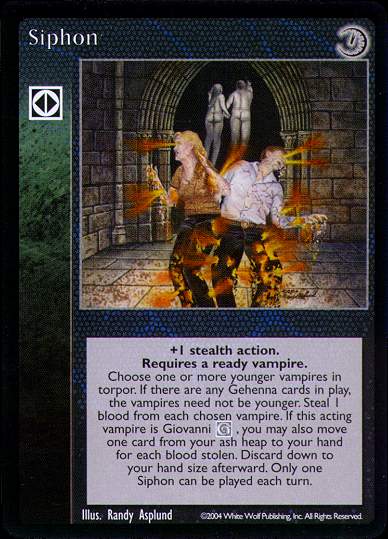 Siphon
+1 stealth action.
Requires a ready vampire.
Choose one or more younger vampires in
torpor. If there are any Gehenna cards in play,
the vampires need not be younger. Steal 1
blood from each chosen vampire. If this acting
vampire is Giovanni G , you may also move
one card from your ash heap to your hand
for each blood stolen. Discard down to
your hand size afterward. Only one
Siphon can be played each turn.
Illus. Randy Asplund ©2004 White Wolf Publishing, Inc. All Rights Reserved.